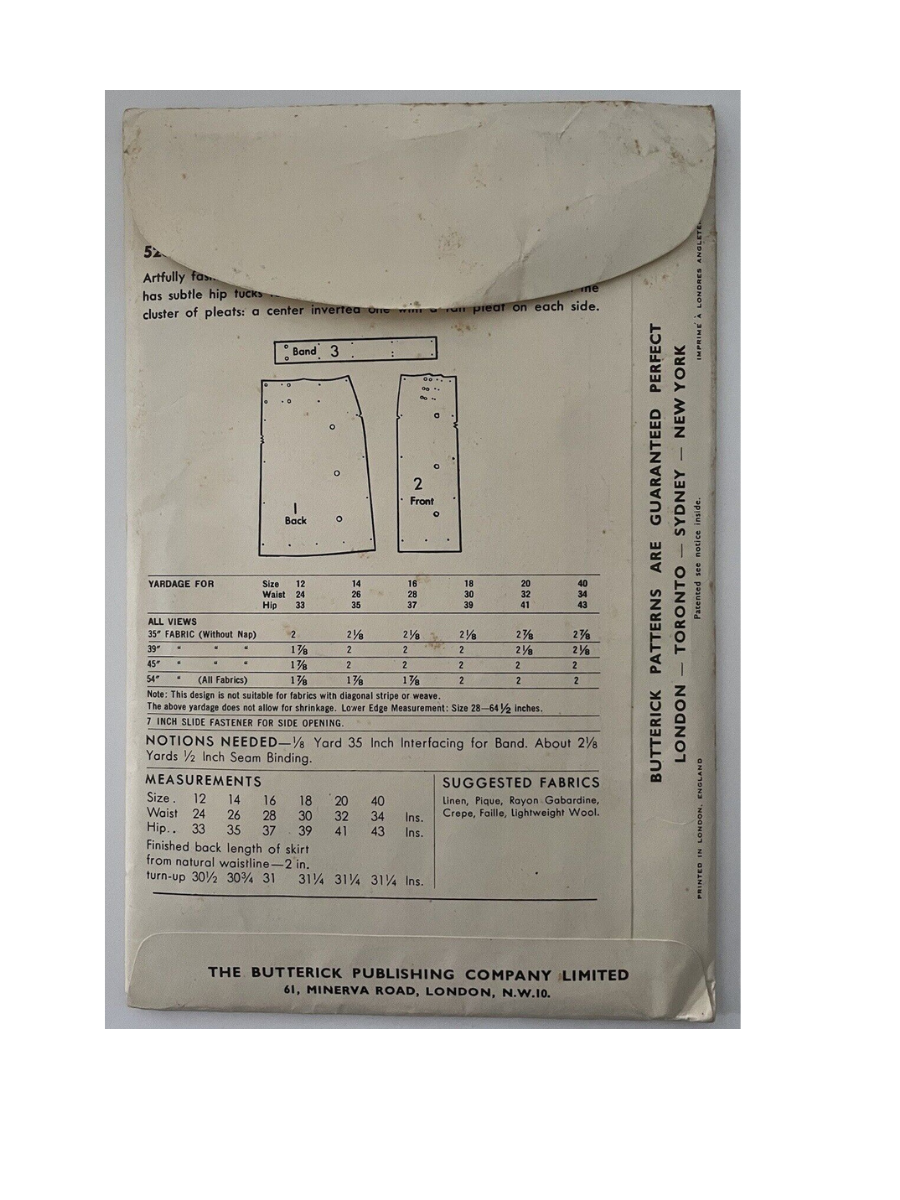 52
Artfully fas
has subtle hip tucks the
cluster of pleats: a center inverted one with a fan pleat on each side.
Band 3
1
Back
2
Front
YARDAGE FOR Size 12 14 16 18 20 40
Waist 24 26 28 30 32 34
Hip 33 35 37 39 41 43
ALL VIEWS
35" FABRIC (Without Nap) 2 2⅛ 2⅛ 2⅛ 2⅞ 2⅞
39" " " " 1⅞ 2 2 2 2⅛ 2⅛
45" " " " 1⅞ 2 2 2 2 2
54" " (All Fabrics) 1⅞ 1⅞ 1⅞ 2 2 2
Note: This design is not suitable for fabrics with diagonal stripe or weave.
The above yardage does not allow for shrinkage. Lower Edge Measurement: Size 28—64½ inches.
7 INCH SLIDE FASTENER FOR SIDE OPENING.
NOTIONS NEEDED—⅛ Yard 35 Inch Interfacing for Band. About 2⅛
Yards ½ Inch Seam Binding.
MEASUREMENTS
Size . 12 14 16 18 20 40
Waist 24 26 28 30 32 34 Ins.
Hip.. 33 35 37 39 41 43 Ins.
Finished back length of skirt
from natural waistline—2 in.
turn-up 30½ 30¾ 31 31¼ 31¼ 31¼ Ins.
SUGGESTED FABRICS
Linen, Pique, Rayon Gabardine,
Crepe, Faille, Lightweight Wool.
THE BUTTERICK PUBLISHING COMPANY LIMITED
61, MINERVA ROAD, LONDON, N.W.10.
BUTTERICK PATTERNS ARE GUARANTEED PERFECT
LONDON — TORONTO — SYDNEY — NEW YORK
PRINTED IN LONDON, ENGLAND Patented see notice inside. IMPRIMÉ À LONDRES ANGLETE